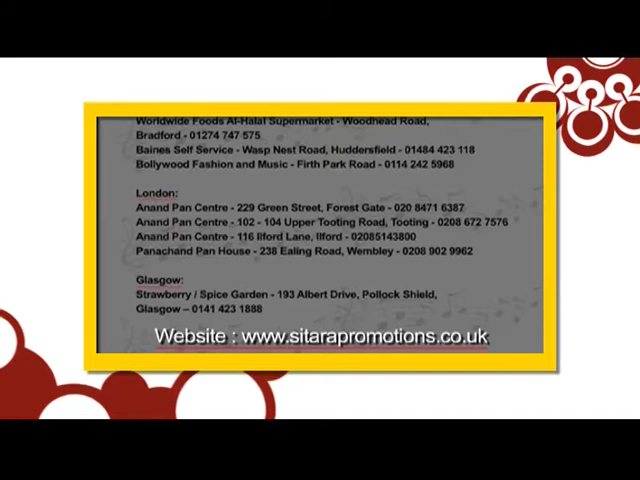 Worldwide Foods Al-Halal Supermarket - Woodhead Road,
Bradford - 01274 747 575
Baines Self Service - Wasp Nest Road, Huddersfield - 01484 423 118
Bollywood Fashion and Music - Firth Park Road - 0114 242 5968
London:
Anand Pan Centre - 229 Green Street, Forest Gate - 020 8471 6387
Anand Pan Centre - 102 - 104 Upper Tooting Road, Tooting - 0208 672 7576
Anand Pan Centre - 116 Ilford Lane, Ilford - 02085143800
Panachand Pan House - 238 Ealing Road, Wembley - 0208 902 9962
Glasgow:
Strawberry / Spice Garden - 193 Albert Drive, Pollock Shield,
Glasgow – 0141 423 1888
Website : www.sitarapromotions.co.uk